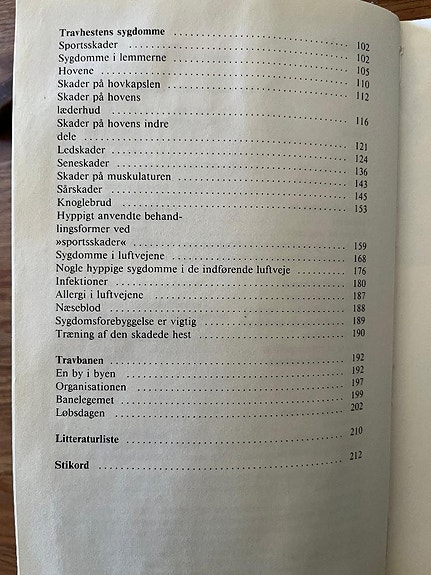 Travhestens sygdomme ........ 102
Sportsskader ........ 102
Sygdomme i lemmerne ........ 105
Hovene ........ 110
Skader på hovkapslen ........ 112
Skader på hovens
læderhud ........ 116
Skader på hovens indre
dele ........ 121
Ledskader ........ 124
Seneskader ........ 136
Skader på muskulaturen ........ 143
Sårskader ........ 145
Knoglebrud ........ 153
Hyppigt anvendte behand-
lingsformer ved
»sportsskader« ........ 159
Sygdomme i luftvejene ........ 168
Nogle hyppige sygdomme i de indførende luftveje ........ 176
Infektioner ........ 180
Allergi i luftvejene ........ 187
Næseblod ........ 188
Sygdomsforebyggelse er vigtig ........ 189
Træning af den skadede hest ........ 190
Travbanen ........ 192
En by i byen ........ 192
Organisationen ........ 197
Banelegemet ........ 199
Løbsdagen ........ 202
Litteraturliste ........ 210
Stikord ........ 212